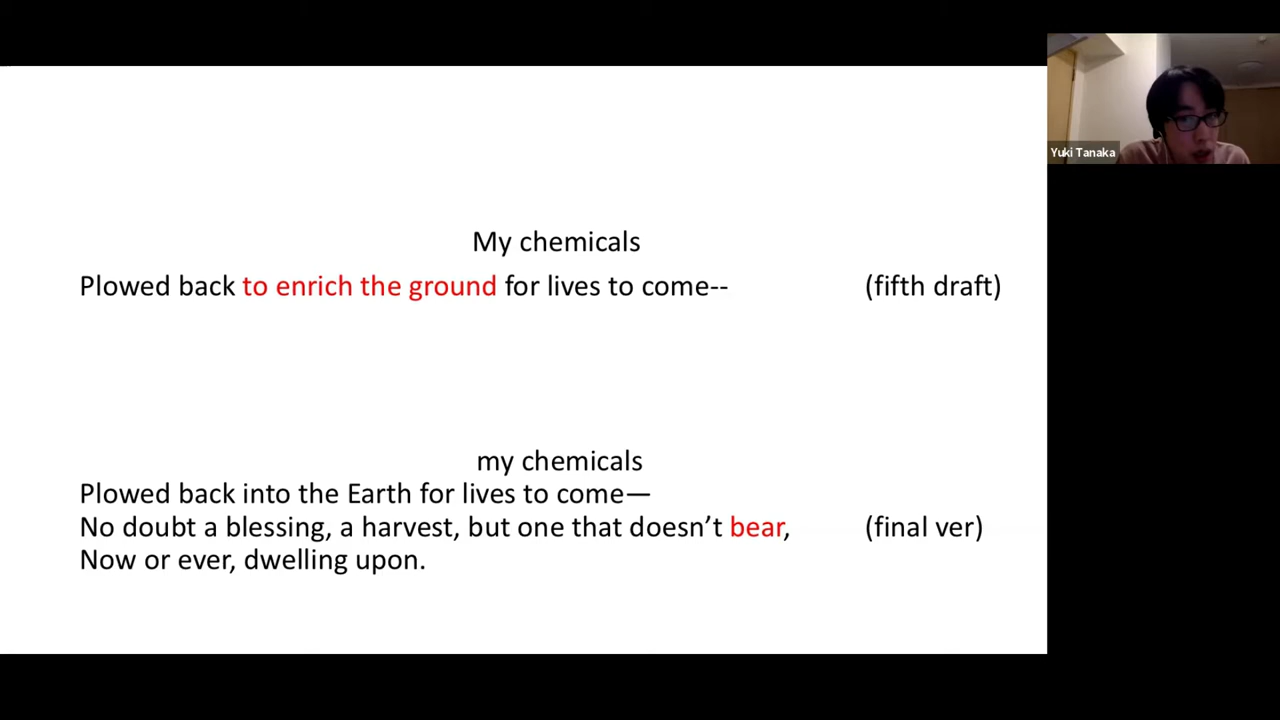 My chemicals
Plowed back to enrich the ground for lives to come-- (fifth draft)
my chemicals
Plowed back into the Earth for lives to come—
No doubt a blessing, a harvest, but one that doesn’t bear, (final ver)
Now or ever, dwelling upon.
Yuki Tanaka